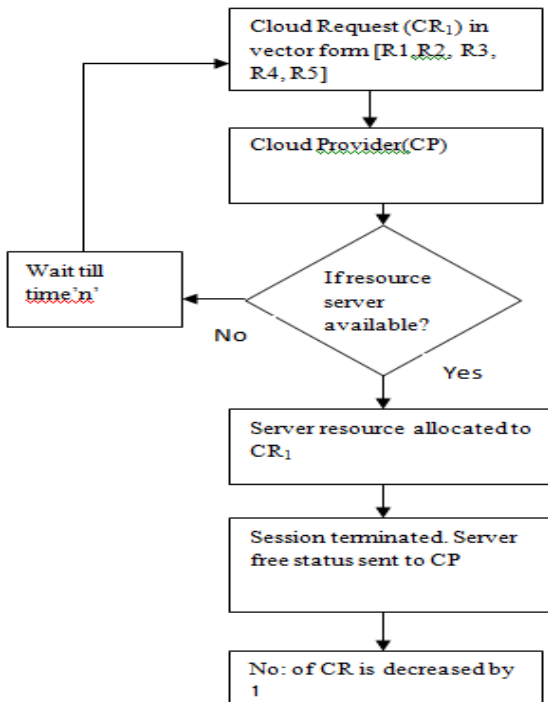 Cloud Request (CR₁) in
vector form [R1,R2, R3,
R4, R5]
Cloud Provider(CP)
If resource
server
available?
Wait till
time'n'
No
Yes
Server resource allocated to
CR₁
Session terminated. Server
free status sent to CP
No: of CR is decreased by
1